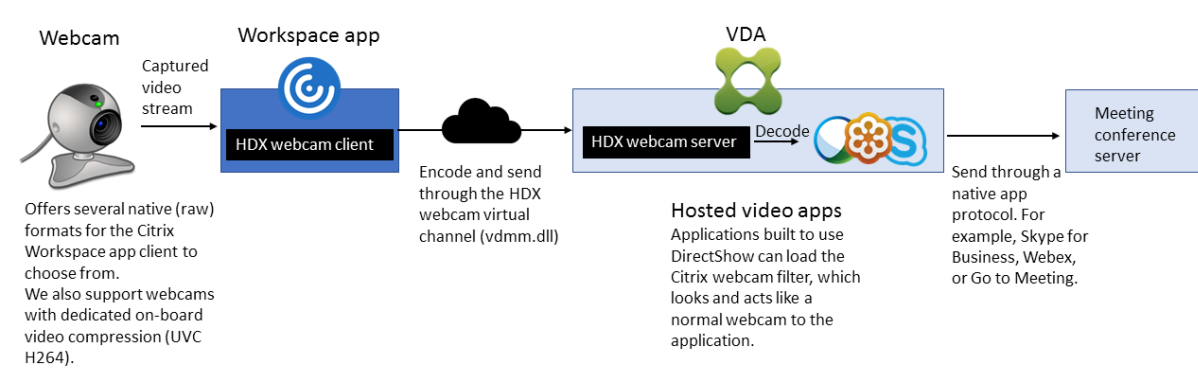 Webcam
Captured
video
stream
Offers several native (raw)
formats for the Citrix
Workspace app client to
choose from.
We also support webcams
with dedicated on-board
video compression (UVC
H264).
Workspace app
HDX webcam client
Encode and send
through the HDX
webcam virtual
channel (vdmm.dll)
VDA
HDX webcam server
Decode
S
Hosted video apps
Applications built to use
DirectShow can load the
Citrix webcam filter, which
looks and acts like a
normal webcam to the
application.
Send through a
native app
protocol. For
example, Skype for
Business, Webex,
or Go to Meeting.
Meeting
conference
server